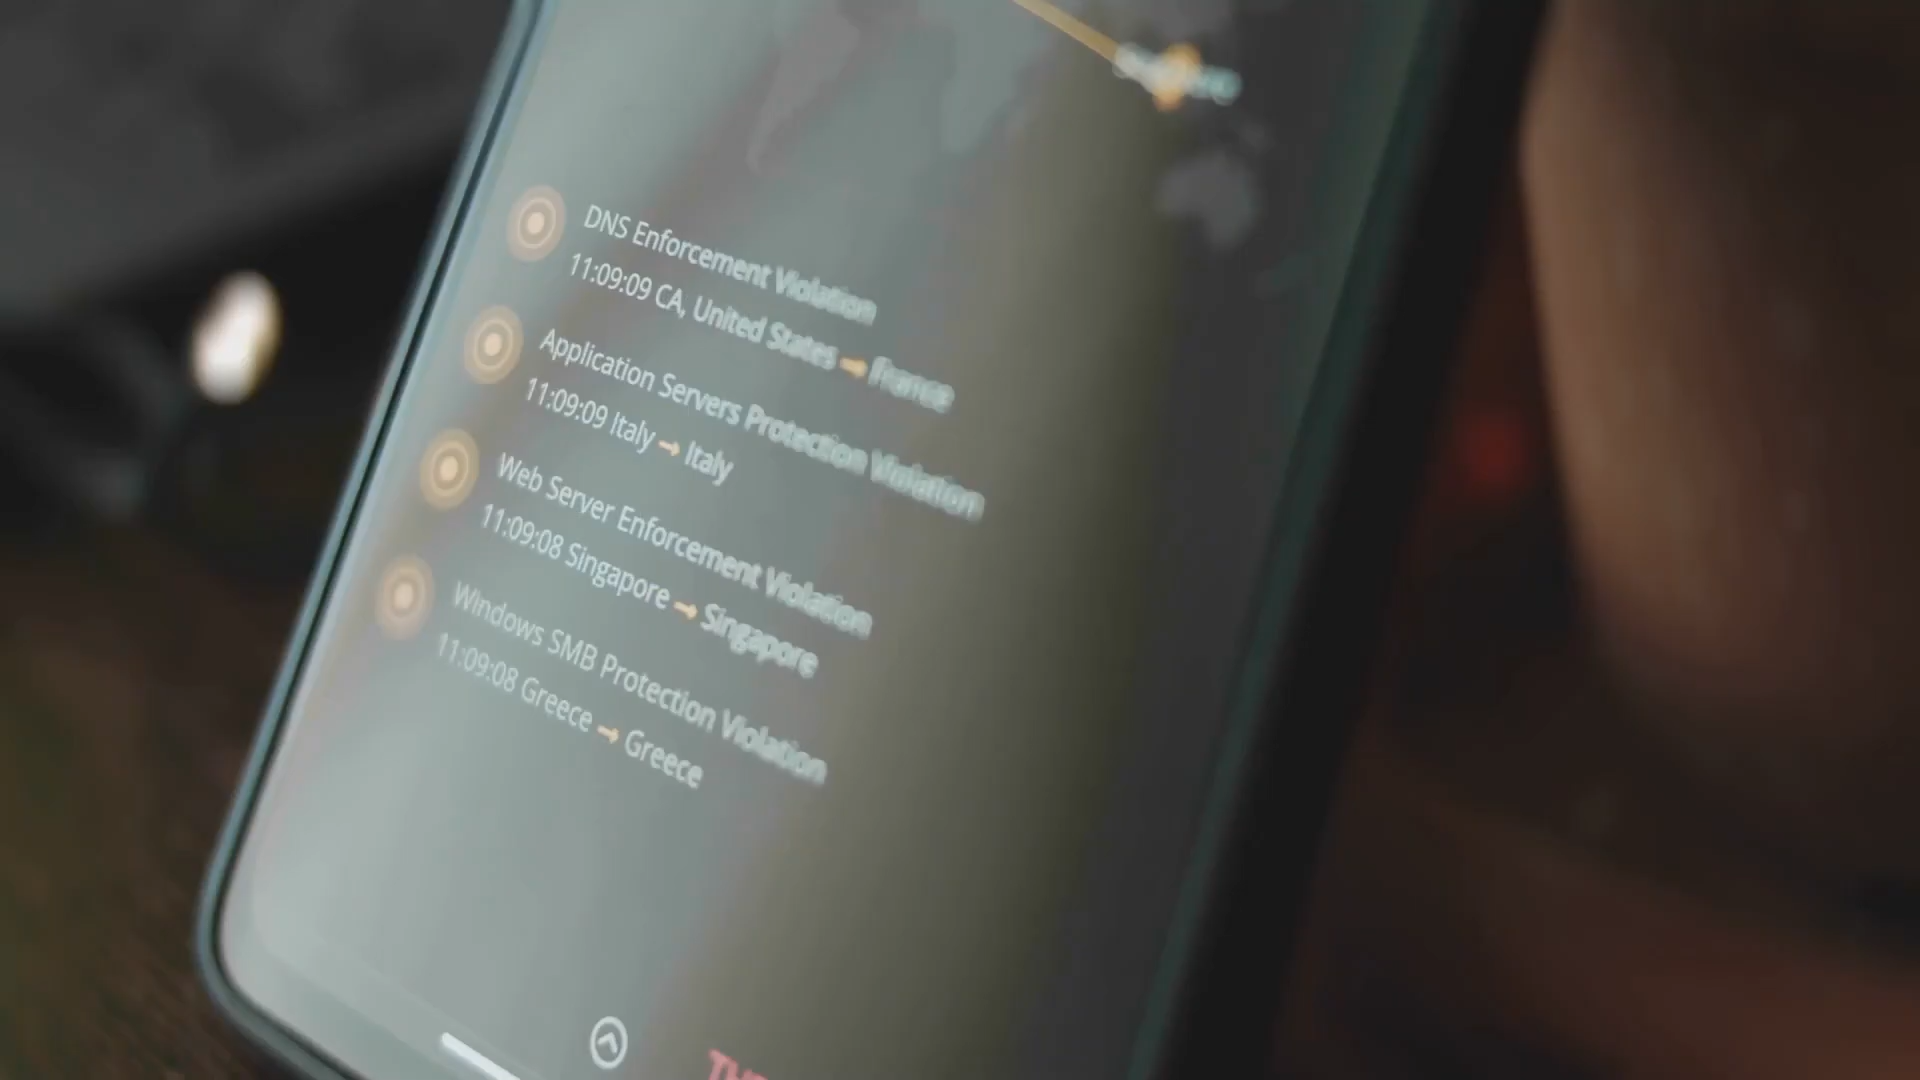 DNS Enforcement Violation
11:09:09 CA, United States → France
Application Servers Protection Violation
11:09:09 Italy → Italy
Web Server Enforcement Violation
11:09:08 Singapore → Singapore
Windows SMB Protection Violation
11:09:08 Greece → Greece